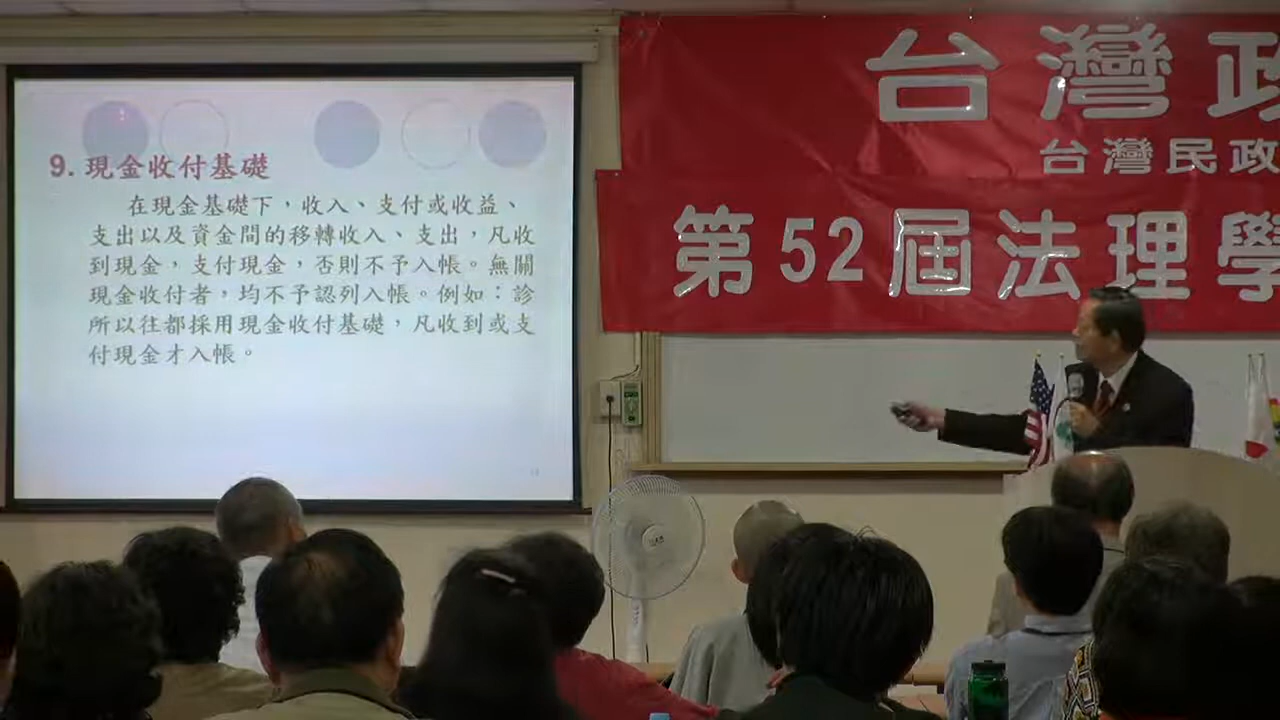 9. 現金收付基礎
在現金基礎下，收入、支付或收益、
支出以及資金間的移轉收入、支出，凡收
到現金，支付現金，否則不予入帳。無關
現金收付者，均不予認列入帳。例如：診
所以往都採用現金收付基礎，凡收到或支
付現金才入帳。
台灣政
台灣民政
第52屆法理學